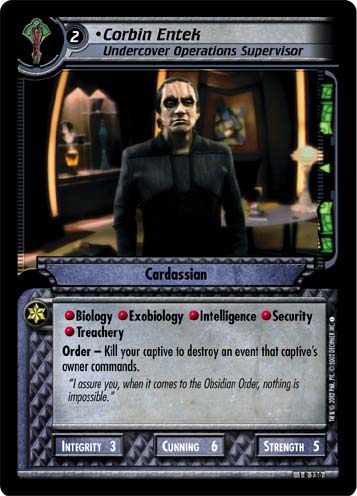 2
•Corbin Entek
Undercover Operations Supervisor
Cardassian
•Biology •Exobiology •Intelligence •Security
•Treachery
Order – Kill your captive to destroy an event that captive's
owner commands.
"I assure you, when it comes to the Obsidian Order, nothing is
impossible."
INTEGRITY 3 CUNNING 6 STRENGTH 5
1 R 230